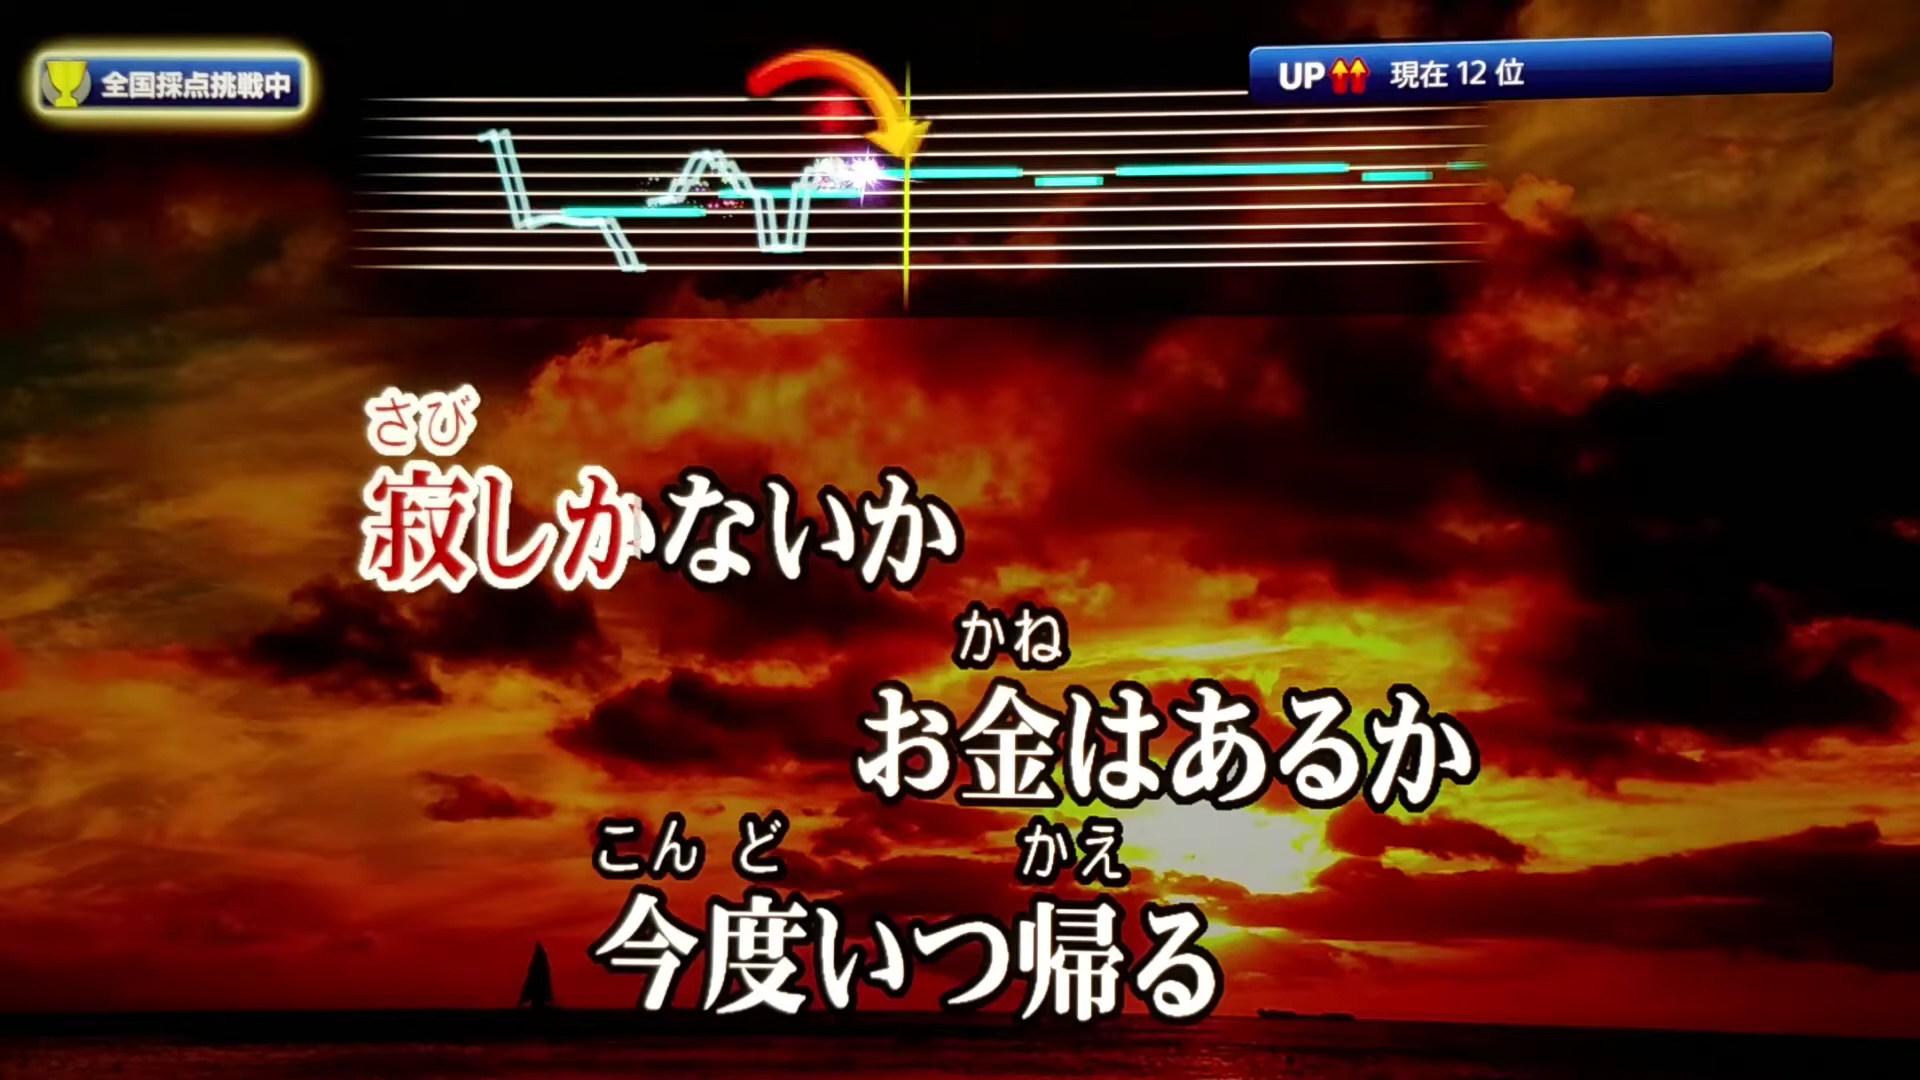 全国採点挑戦中
UP 現在 12 位
さび
寂しかないか
かね
お金はあるか
こんど かえ
今度いつ帰る